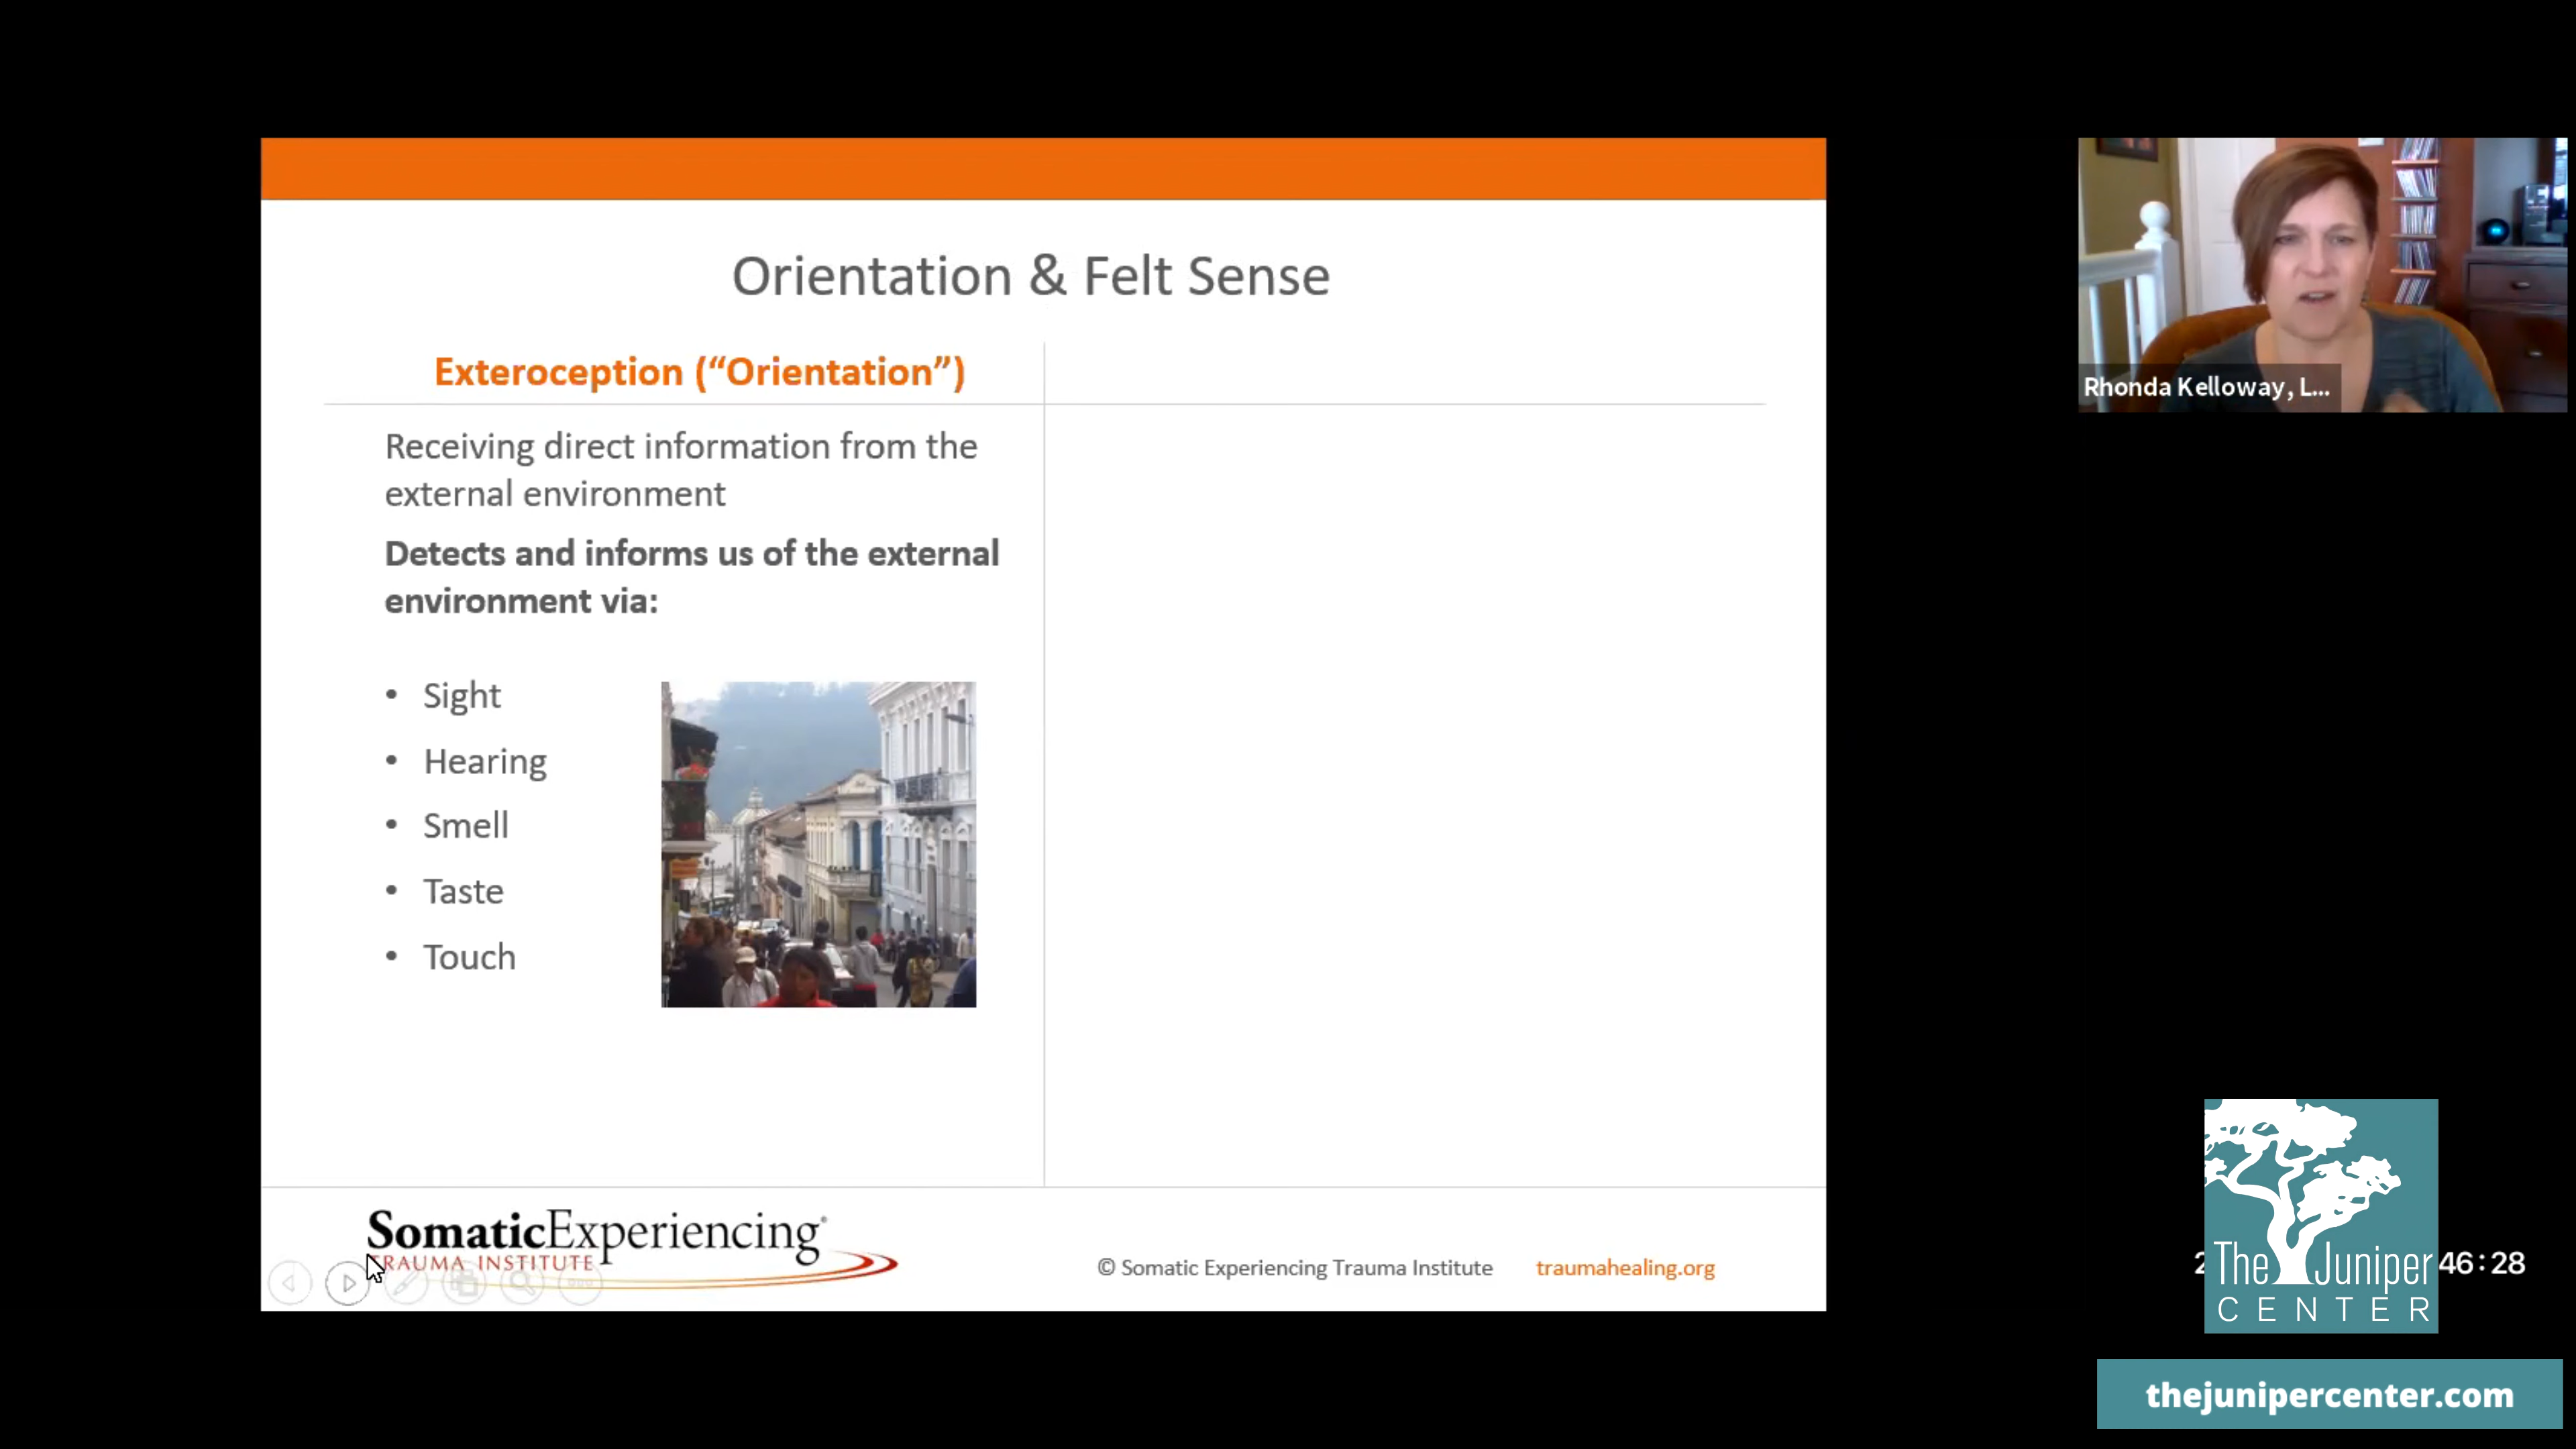 Orientation & Felt Sense
Exteroception (“Orientation”)
Receiving direct information from the
external environment
Detects and informs us of the external
environment via:
• Sight
• Hearing
• Smell
• Taste
• Touch
SomaticExperiencing®
TRAUMA INSTITUTE
© Somatic Experiencing Trauma Institute traumahealing.org
Rhonda Kelloway, L...
The Juniper
CENTER
46:28
thejunipercenter.com